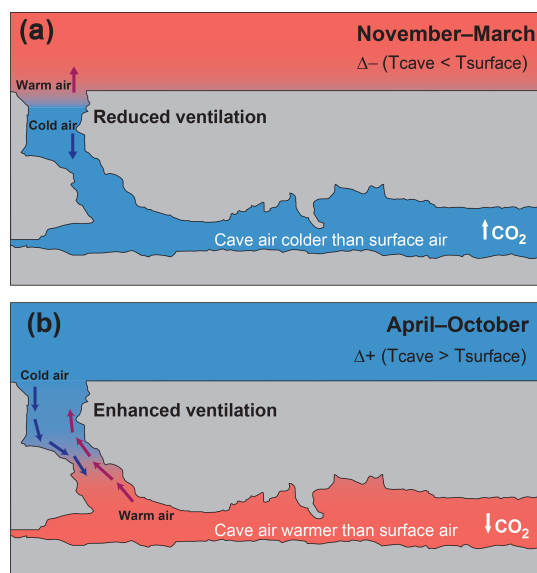 (a)
November–March
Δ– (Tcave < Tsurface)
Warm air
Cold air
Reduced ventilation
Cave air colder than surface air
CO2
(b)
April–October
Δ+ (Tcave > Tsurface)
Cold air
Enhanced ventilation
Warm air
Cave air warmer than surface air
CO2